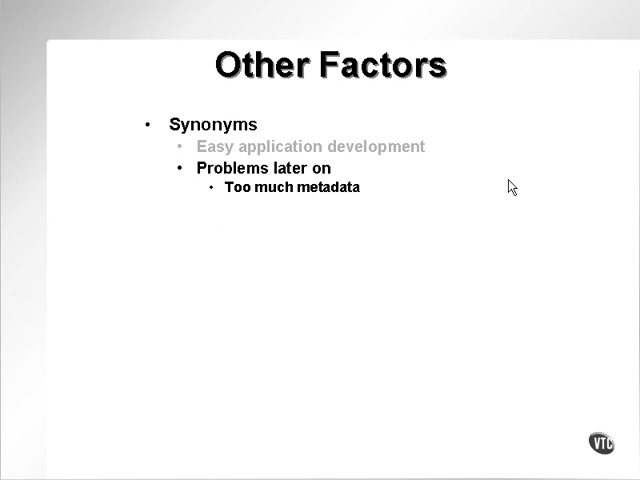 Other Factors
• Synonyms
• Easy application development
• Problems later on
• Too much metadata
VTC